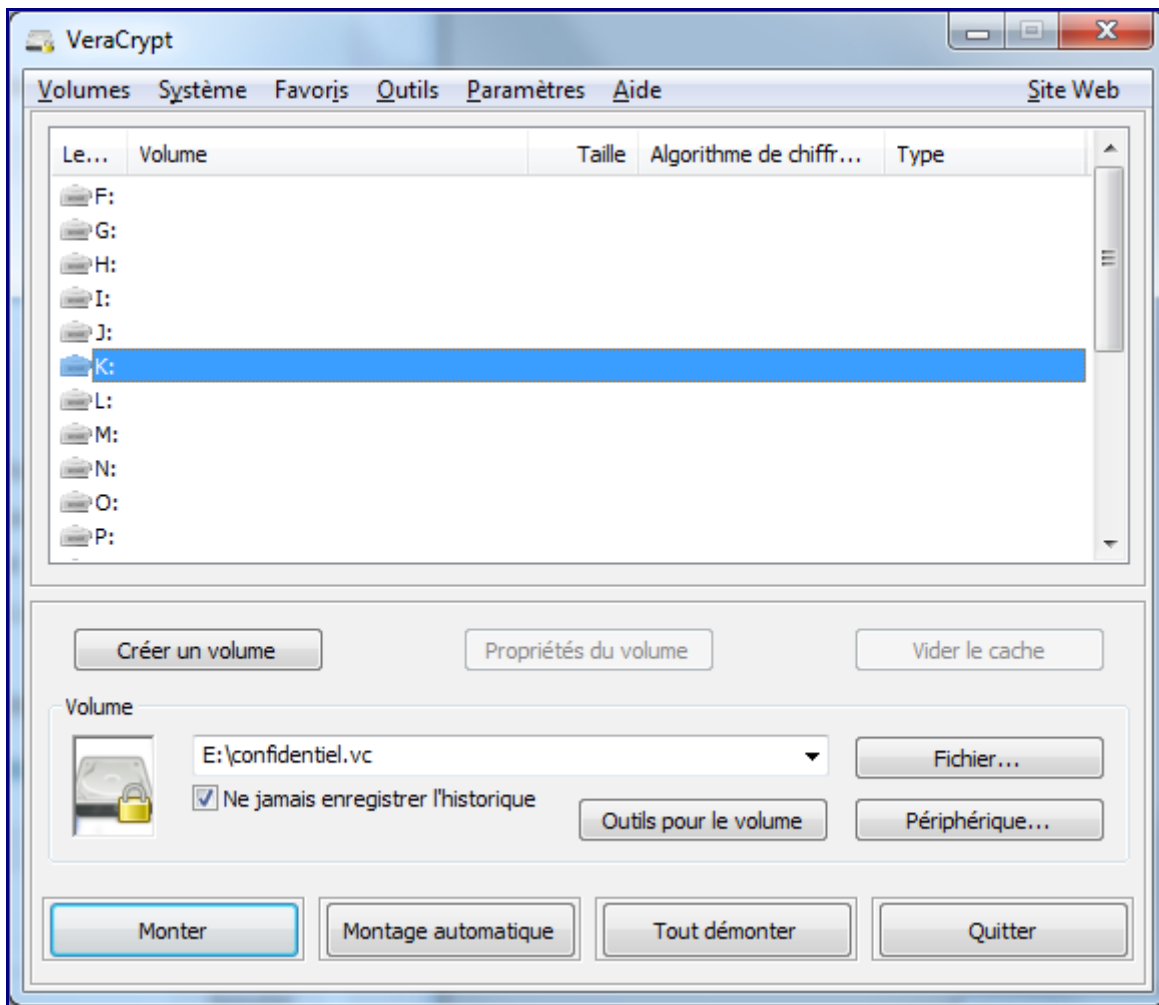 VeraCrypt
Volumes Système Favoris Outils Paramètres Aide Site Web
Le... Volume Taille Algorithme de chiffr... Type
F:
G:
H:
I:
J:
K:
L:
M:
N:
O:
P:
Créer un volume Propriétés du volume Vider le cache
Volume
E:\confidentiel.vc Fichier...
Ne jamais enregistrer l'historique
Outils pour le volume Périphérique...
Monter Montage automatique Tout démonter Quitter